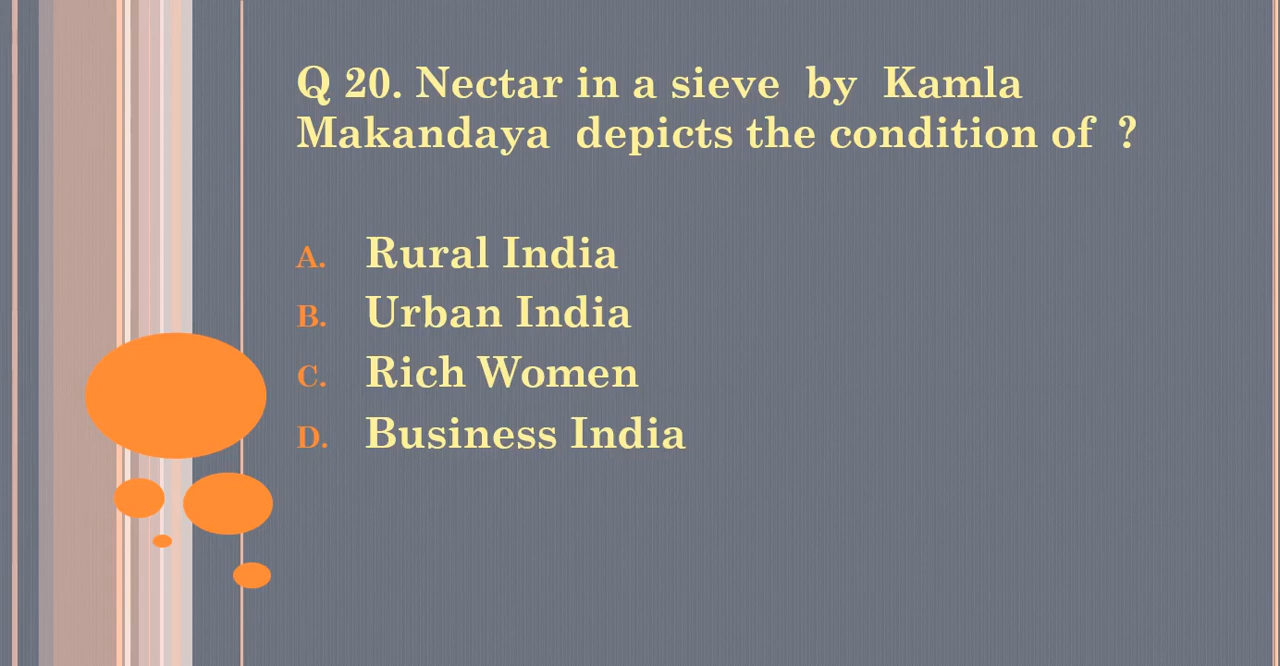 Q 20. Nectar in a sieve by Kamla
Makandaya depicts the condition of ?
A. Rural India
B. Urban India
C. Rich Women
D. Business India